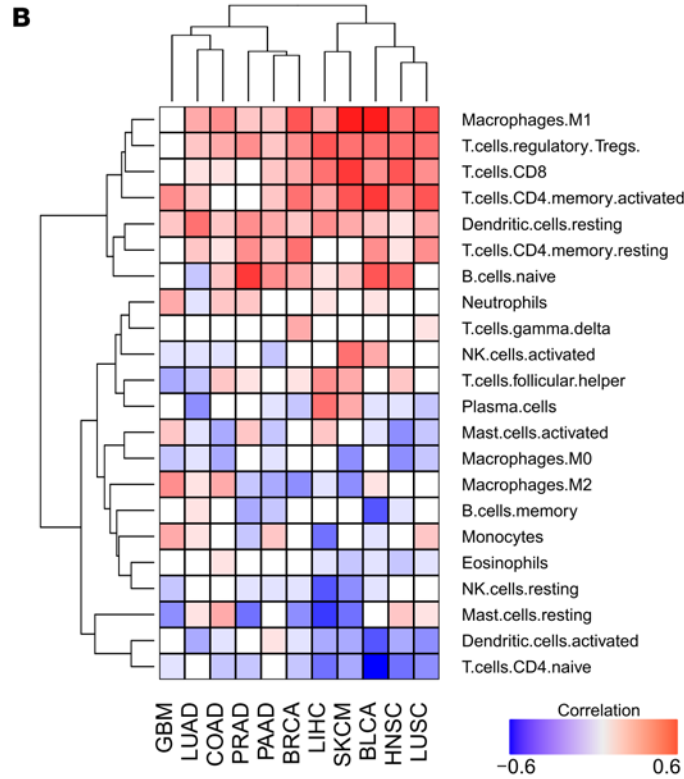 B
Macrophages.M1
T.cells.regulatory.Tregs.
T.cells.CD8
T.cells.CD4.memory.activated
Dendritic.cells.resting
T.cells.CD4.memory.resting
B.cells.naive
Neutrophils
T.cells.gamma.delta
NK.cells.activated
T.cells.follicular.helper
Plasma.cells
Mast.cells.activated
Macrophages.M0
Macrophages.M2
B.cells.memory
Monocytes
Eosinophils
NK.cells.resting
Mast.cells.resting
Dendritic.cells.activated
T.cells.CD4.naive
GBM
LUAD
COAD
PRAD
PAAD
BRCA
LIHC
SKCM
BLCA
HNSC
LUSC
Correlation
−0.6 0.6